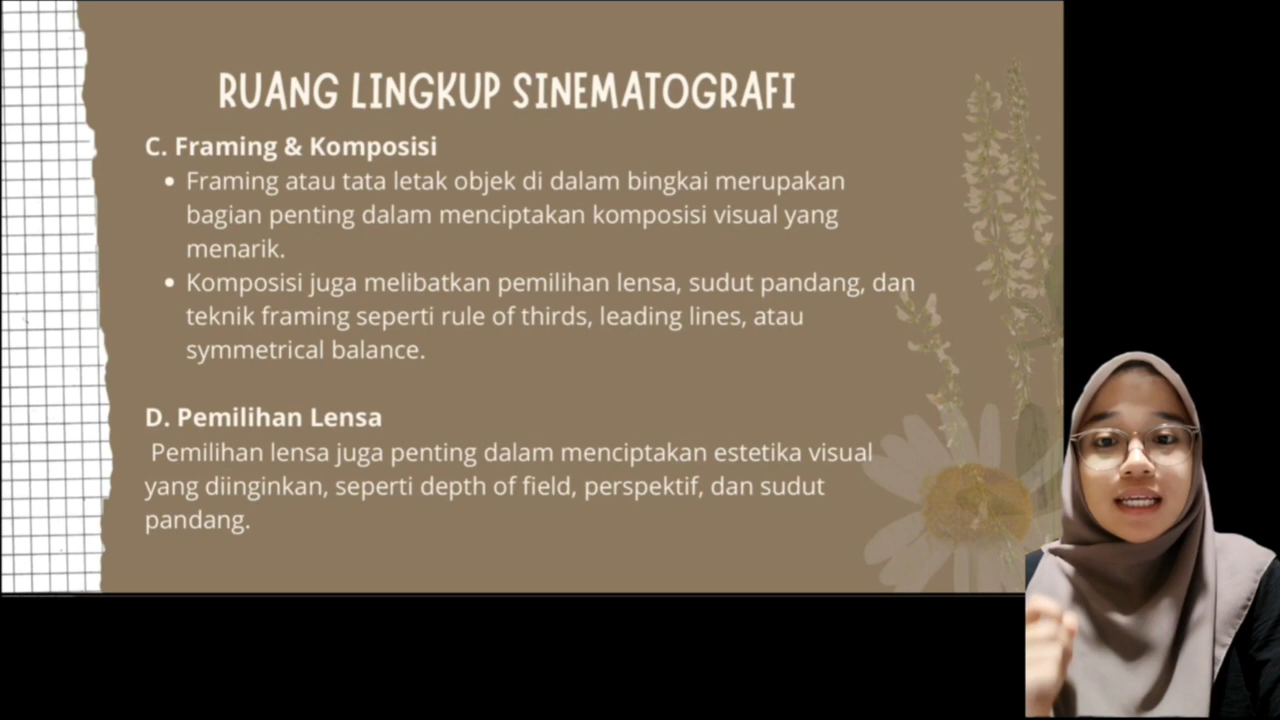 RUANG LINGKUP SINEMATOGRAFI
C. Framing & Komposisi
• Framing atau tata letak objek di dalam bingkai merupakan
bagian penting dalam menciptakan komposisi visual yang
menarik.
• Komposisi juga melibatkan pemilihan lensa, sudut pandang, dan
teknik framing seperti rule of thirds, leading lines, atau
symmetrical balance.
D. Pemilihan Lensa
Pemilihan lensa juga penting dalam menciptakan estetika visual
yang diinginkan, seperti depth of field, perspektif, dan sudut
pandang.